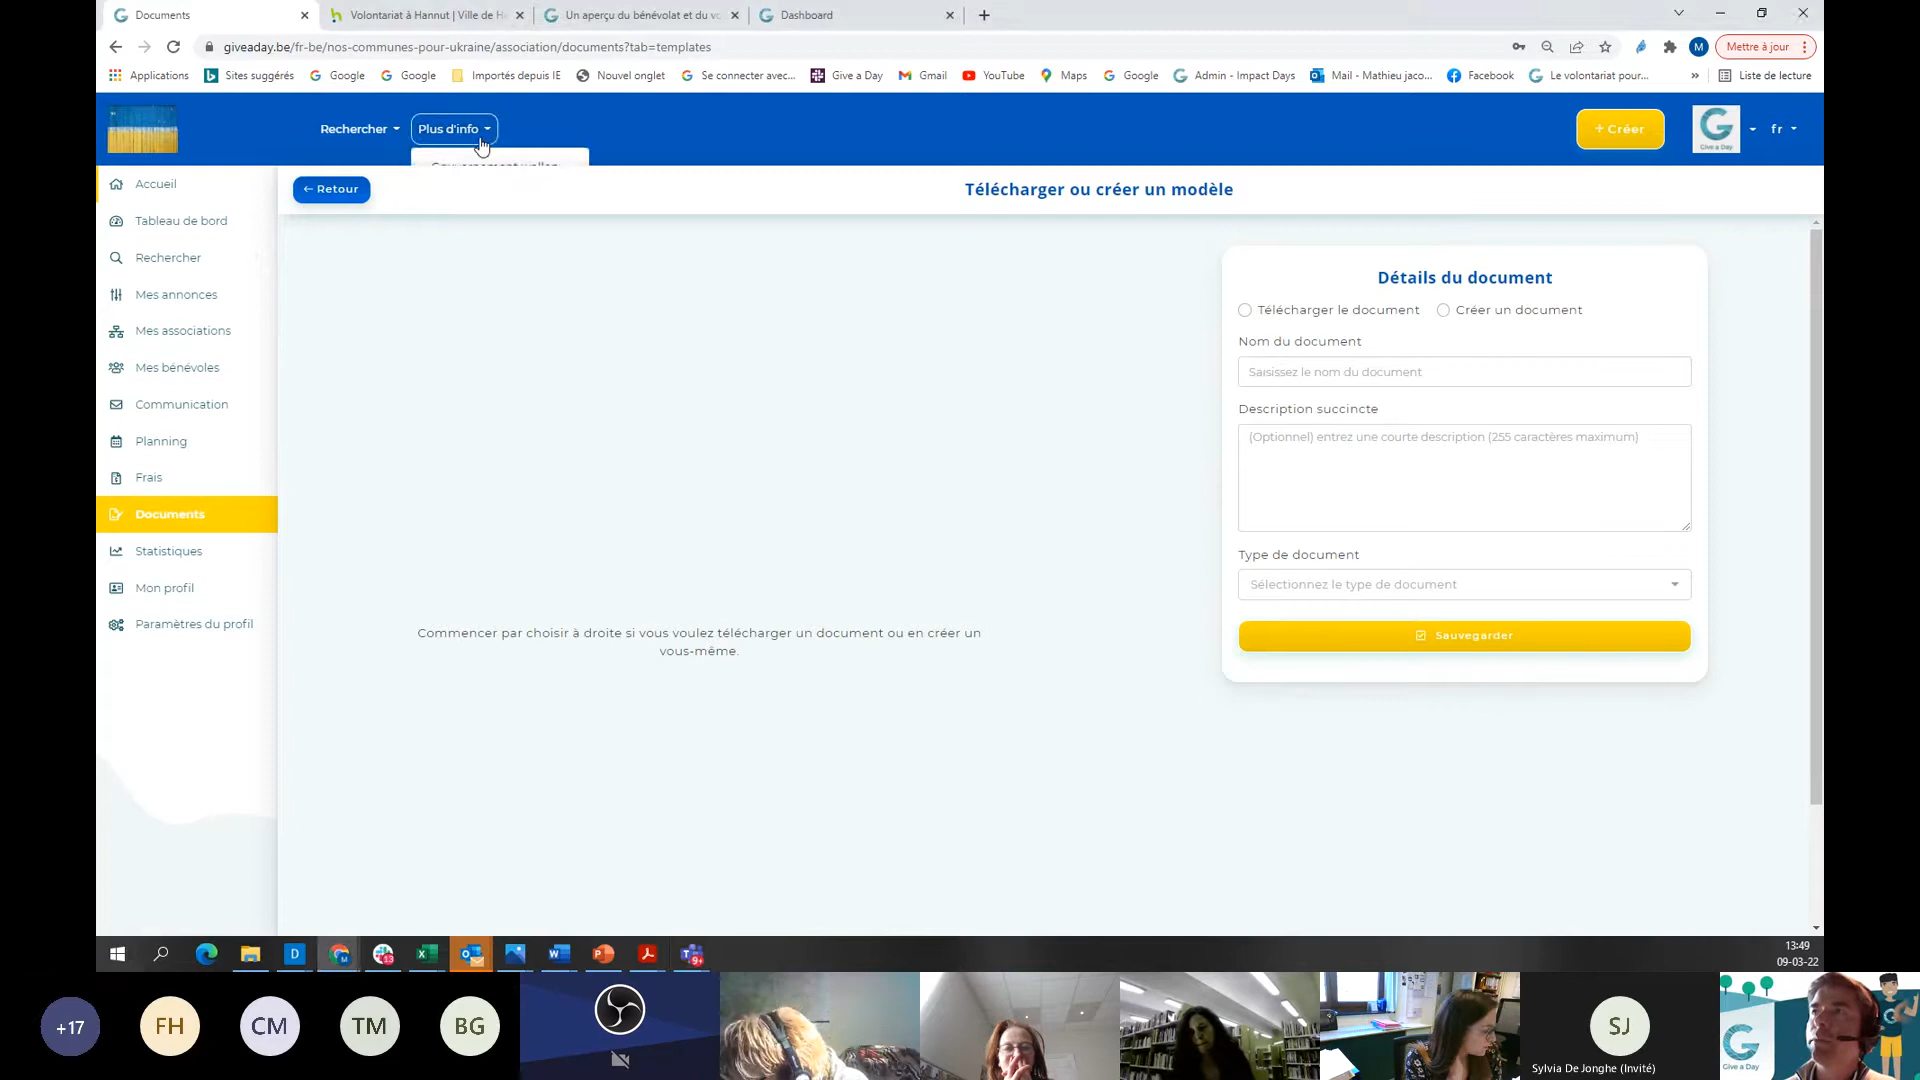 Documents
Volontariat à Hannut | Ville de Ha
Un aperçu du bénévolat et du vo
Dashboard
giveaday.be/fr-be/nos-communes-pour-ukraine/association/documents?tab=templates
M
Mettre à jour
Applications
Sites suggérés
Google
Google
Importés depuis IE
Nouvel onglet
Se connecter avec...
Give a Day
Gmail
YouTube
Maps
Google
Admin - Impact Days
Mail - Mathieu jaco...
Facebook
Le volontariat pour...
»
Liste de lecture
Rechercher
Plus d'info
+ Créer
Give a Day
fr
← Retour
Télécharger ou créer un modèle
Accueil
Tableau de bord
Rechercher
Mes annonces
Mes associations
Mes bénévoles
Communication
Planning
Frais
Documents
Statistiques
Mon profil
Paramètres du profil
Commencer par choisir à droite si vous voulez télécharger un document ou en créer un
vous-même.
Détails du document
Télécharger le document
Créer un document
Nom du document
Saisissez le nom du document
Description succincte
(Optionnel) entrez une courte description (255 caractères maximum)
Type de document
Sélectionnez le type de document
Sauvegarder
13:49
09-03-22
+17
FH
CM
TM
BG
SJ
Sylvia De Jonghe (Invité)
Give a Day